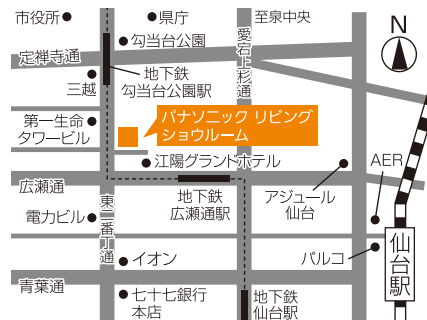 市役所
県庁
至泉中央
N
勾当台公園
愛宕上杉通
定禅寺通
地下鉄
勾当台公園駅
三越
パナソニック リビング
ショウルーム
第一生命
タワービル
江陽グランドホテル
AER
広瀬通
地下鉄
広瀬通駅
アジュール
仙台
東二番丁通
電力ビル
仙台駅
イオン
パルコ
青葉通
七十七銀行
本店
地下鉄
仙台駅